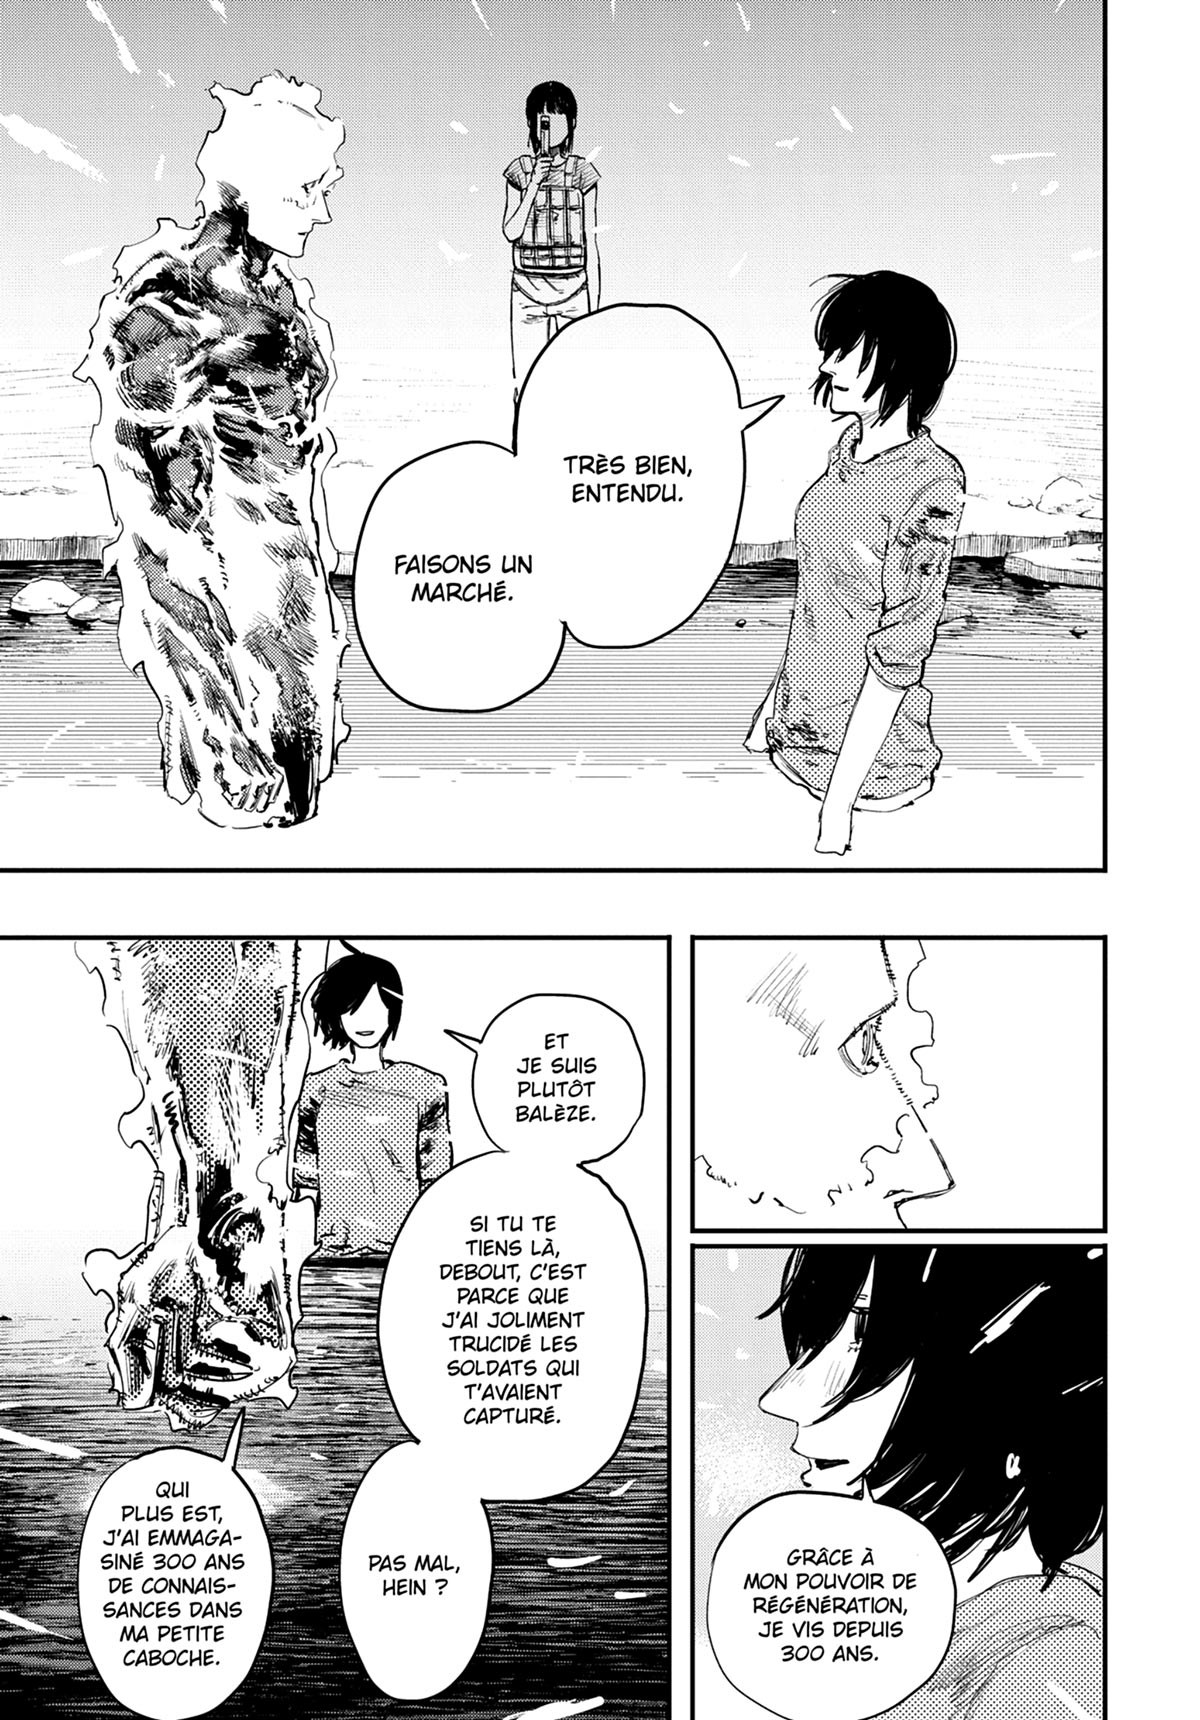 TRÈS BIEN,
ENTENDU.
FAISONS UN
MARCHÉ.
GRÂCE À
MON POUVOIR DE
RÉGÉNÉRATION,
JE VIS DEPUIS
300 ANS.
ET
JE SUIS
PLUTÔT
BALÈZE.
SI TU TE
TIENS LÀ,
DEBOUT, C'EST
PARCE QUE
J'AI JOLIMENT
TRUCIDÉ LES
SOLDATS QUI
T'AVAIENT
CAPTURÉ.
PAS MAL,
HEIN ?
QUI
PLUS EST,
J'AI EMMAGA-
SINÉ 300 ANS
DE CONNAIS-
SANCES DANS
MA PETITE
CABOCHE.